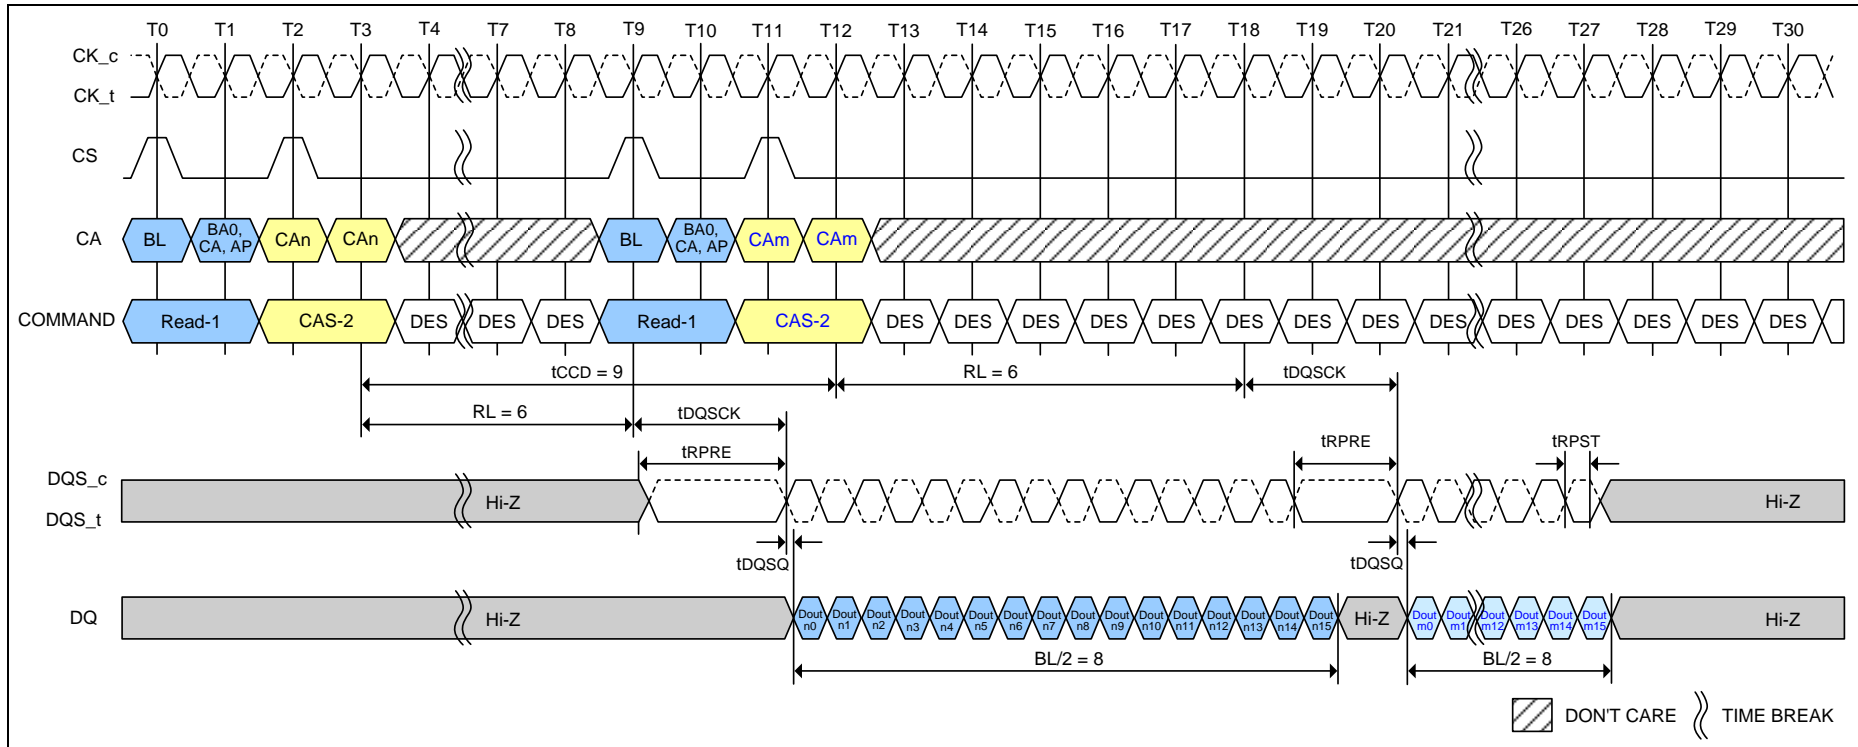 T0 T1 T2 T3 T4 T7 T8 T9 T10 T11 T12 T13 T14 T15 T16 T17 T18 T19 T20 T21 T26 T27 T28 T29 T30
CK_c
CK_t
CS
CA BL BA0, CA, AP CAn CAn BL BA0, CA, AP CAm CAm
COMMAND Read-1 CAS-2 DES DES DES Read-1 CAS-2 DES DES DES DES DES DES DES DES DES DES DES DES DES DES
tCCD = 9 RL = 6 tDQSCK
RL = 6 tDQSCK
tRPRE tRPRE tRPST
DQS_c
Hi-Z Hi-Z
DQS_t
tDQSQ tDQSQ
DQ Hi-Z Dout n0 Dout n1 Dout n2 Dout n3 Dout n4 Dout n5 Dout n6 Dout n7 Dout n8 Dout n9 Dout n10 Dout n11 Dout n12 Dout n13 Dout n14 Dout n15 Hi-Z Dout m0 Dout m1 Dout m12 Dout m13 Dout m14 Dout m15 Hi-Z
BL/2 = 8 BL/2 = 8
DON'T CARE TIME BREAK